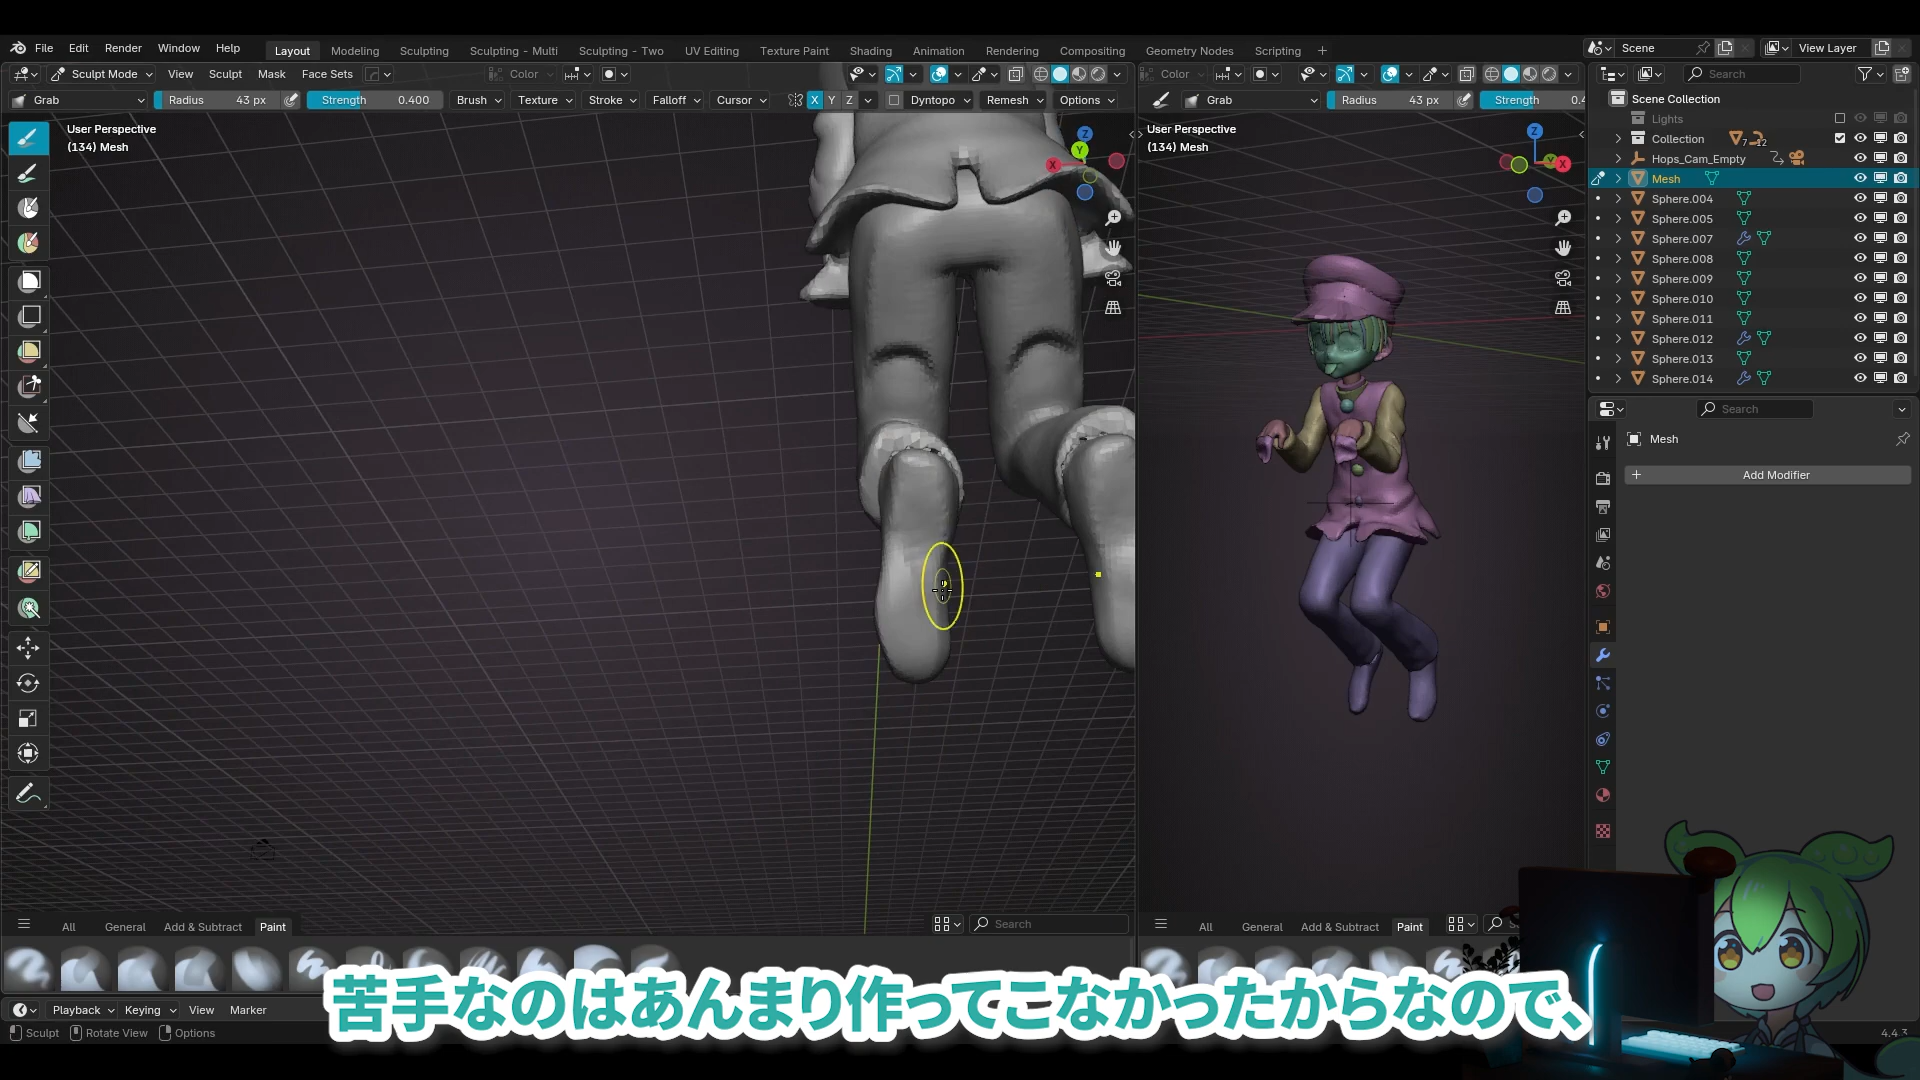 File Edit Render Window Help Layout Modeling Sculpting Sculpting - Multi Sculpting - Two UV Editing Texture Paint Shading Animation Rendering Compositing Geometry Nodes Scripting + Scene View Layer
Sculpt Mode View Sculpt Mask Face Sets Color
Color
Search
Grab Radius 43 px Strength 0.400 Brush Texture Stroke Falloff Cursor X Y Z Dyntopo Remesh Options
Grab Radius 43 px Strength 0.4
User Perspective
(134) Mesh
Z
Y
X
User Perspective
(134) Mesh
Z
Y
X
Scene Collection
Lights
Collection 7 12
Hops_Cam_Empty
Mesh
Sphere.004
Sphere.005
Sphere.007
Sphere.008
Sphere.009
Sphere.010
Sphere.011
Sphere.012
Sphere.013
Sphere.014
Search
Mesh
+ Add Modifier
All General Add & Subtract Paint Search
All General Add & Subtract Paint
苦手なのはあんまり作ってこなかったからなので、
Playback Keying View Marker
Sculpt Rotate View Options
4.4.3